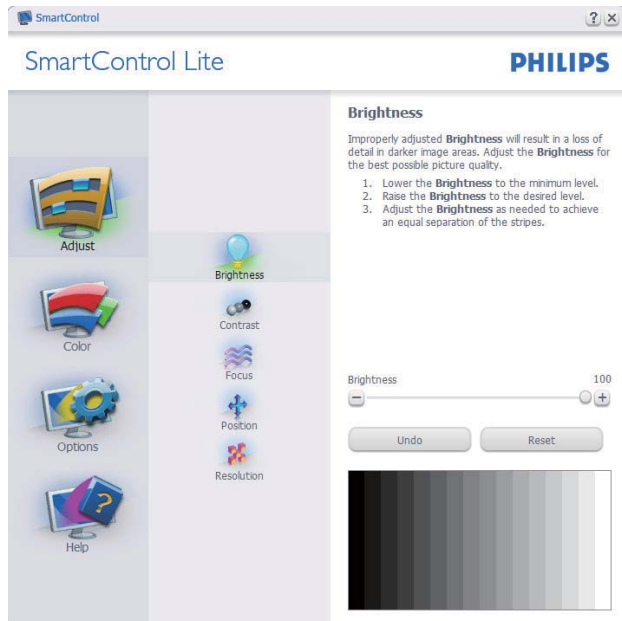 SmartControl
? ×
SmartControl Lite
PHILIPS
Adjust
Color
Options
Help
Brightness
Contrast
Focus
Position
Resolution
Brightness
Improperly adjusted Brightness will result in a loss of
detail in darker image areas. Adjust the Brightness for
the best possible picture quality.
1. Lower the Brightness to the minimum level.
2. Raise the Brightness to the desired level.
3. Adjust the Brightness as needed to achieve
an equal separation of the stripes.
Brightness 100
Undo Reset